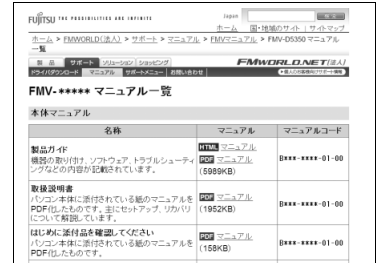 FUJITSU THE POSSIBILITIES ARE INFINITE
Japan
ホーム 国・地域のサイト | サイトマップ
ホーム > FMWORLD(法人) > サポート > マニュアル > FMVマニュアル > FMV-D5350 マニュアル
一覧
製 品 サポート ソリューション ショッピング FMWORLD.NET[法人]
ドライバダウンロード マニュアル サポートメニュー お問い合わせ
FMV-***** マニュアル一覧
本体マニュアル
名称 マニュアル マニュアルコード
製品ガイド
機器の取り付け、ソフトウェア、トラブルシューティ
ングなどの内容が記載されています。
HTML マニュアル
PDF マニュアル
(5989KB)
B***-****-01-00
取扱説明書
パソコン本体に添付されている紙のマニュアルを
PDF化したものです。主にセットアップ、リカバリ
について解説しています。
PDF マニュアル
(1952KB)
B***-****-01-00
はじめに添付品を確認してください
パソコン本体に添付されている紙のマニュアルを
PDF化したものです。
PDF マニュアル
(158KB)
B***-****-01-00